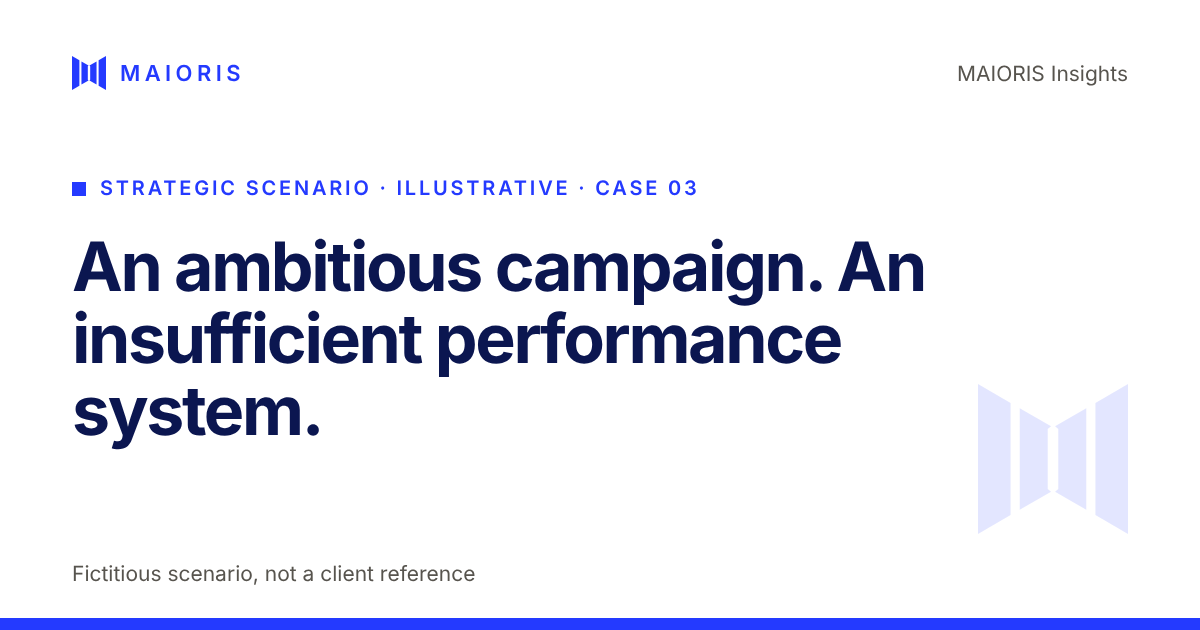 MAIORIS
MAIORIS Insights
STRATEGIC SCENARIO · ILLUSTRATIVE · CASE 03
An ambitious campaign. An
insufficient performance
system.
Fictitious scenario, not a client reference